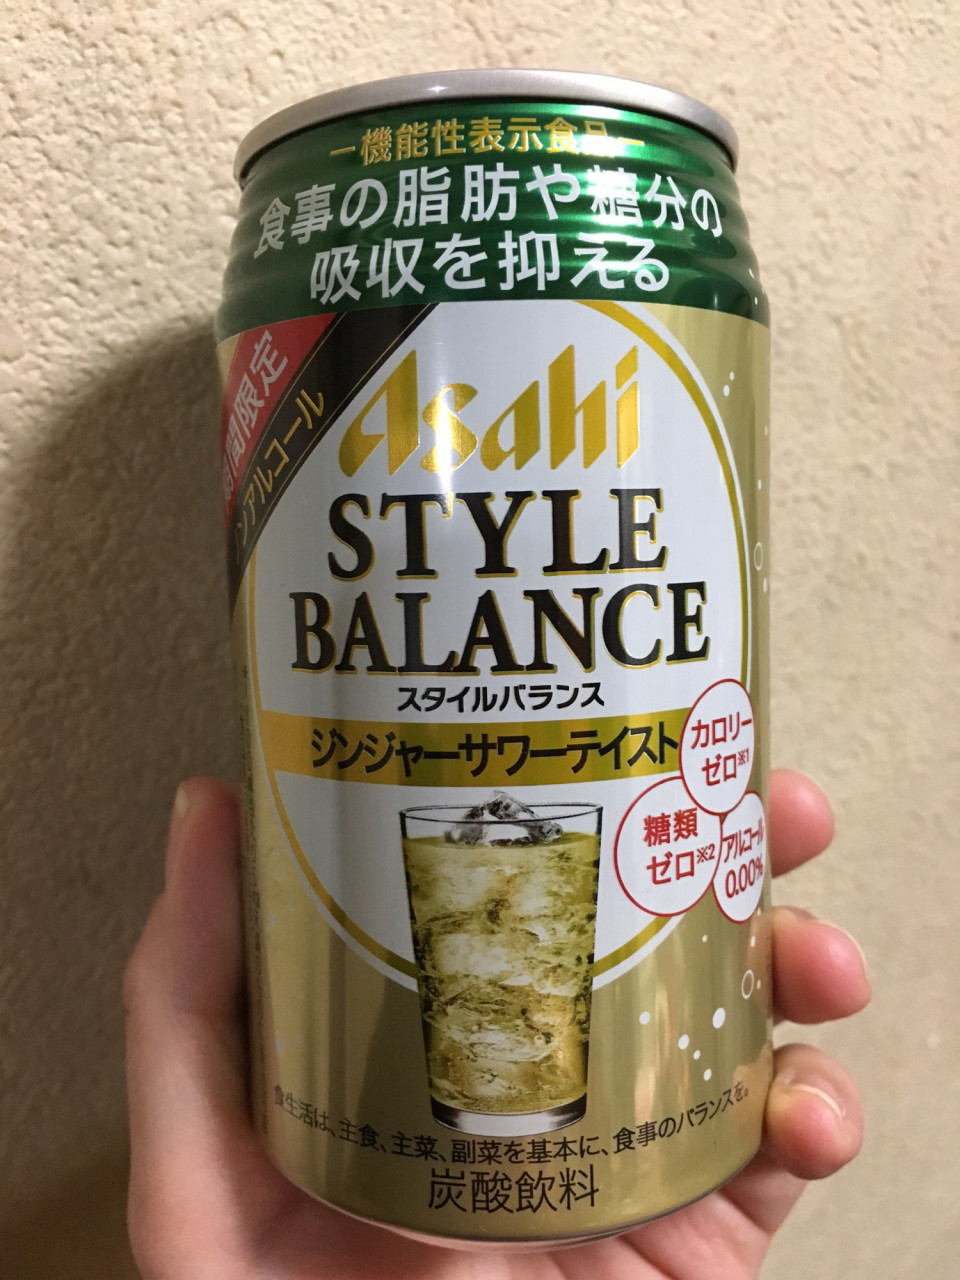 機能性表示食品
食事の脂肪や糖分の
吸収を抑える
期間限定
ノンアルコール
Asahi
STYLE
BALANCE
スタイルバランス
ジンジャーサワーテイスト
カロリー
ゼロ※1
糖類
ゼロ※2
アルコール
0.00%
食生活は、主食、主菜、副菜を基本に、食事のバランスを。
炭酸飲料